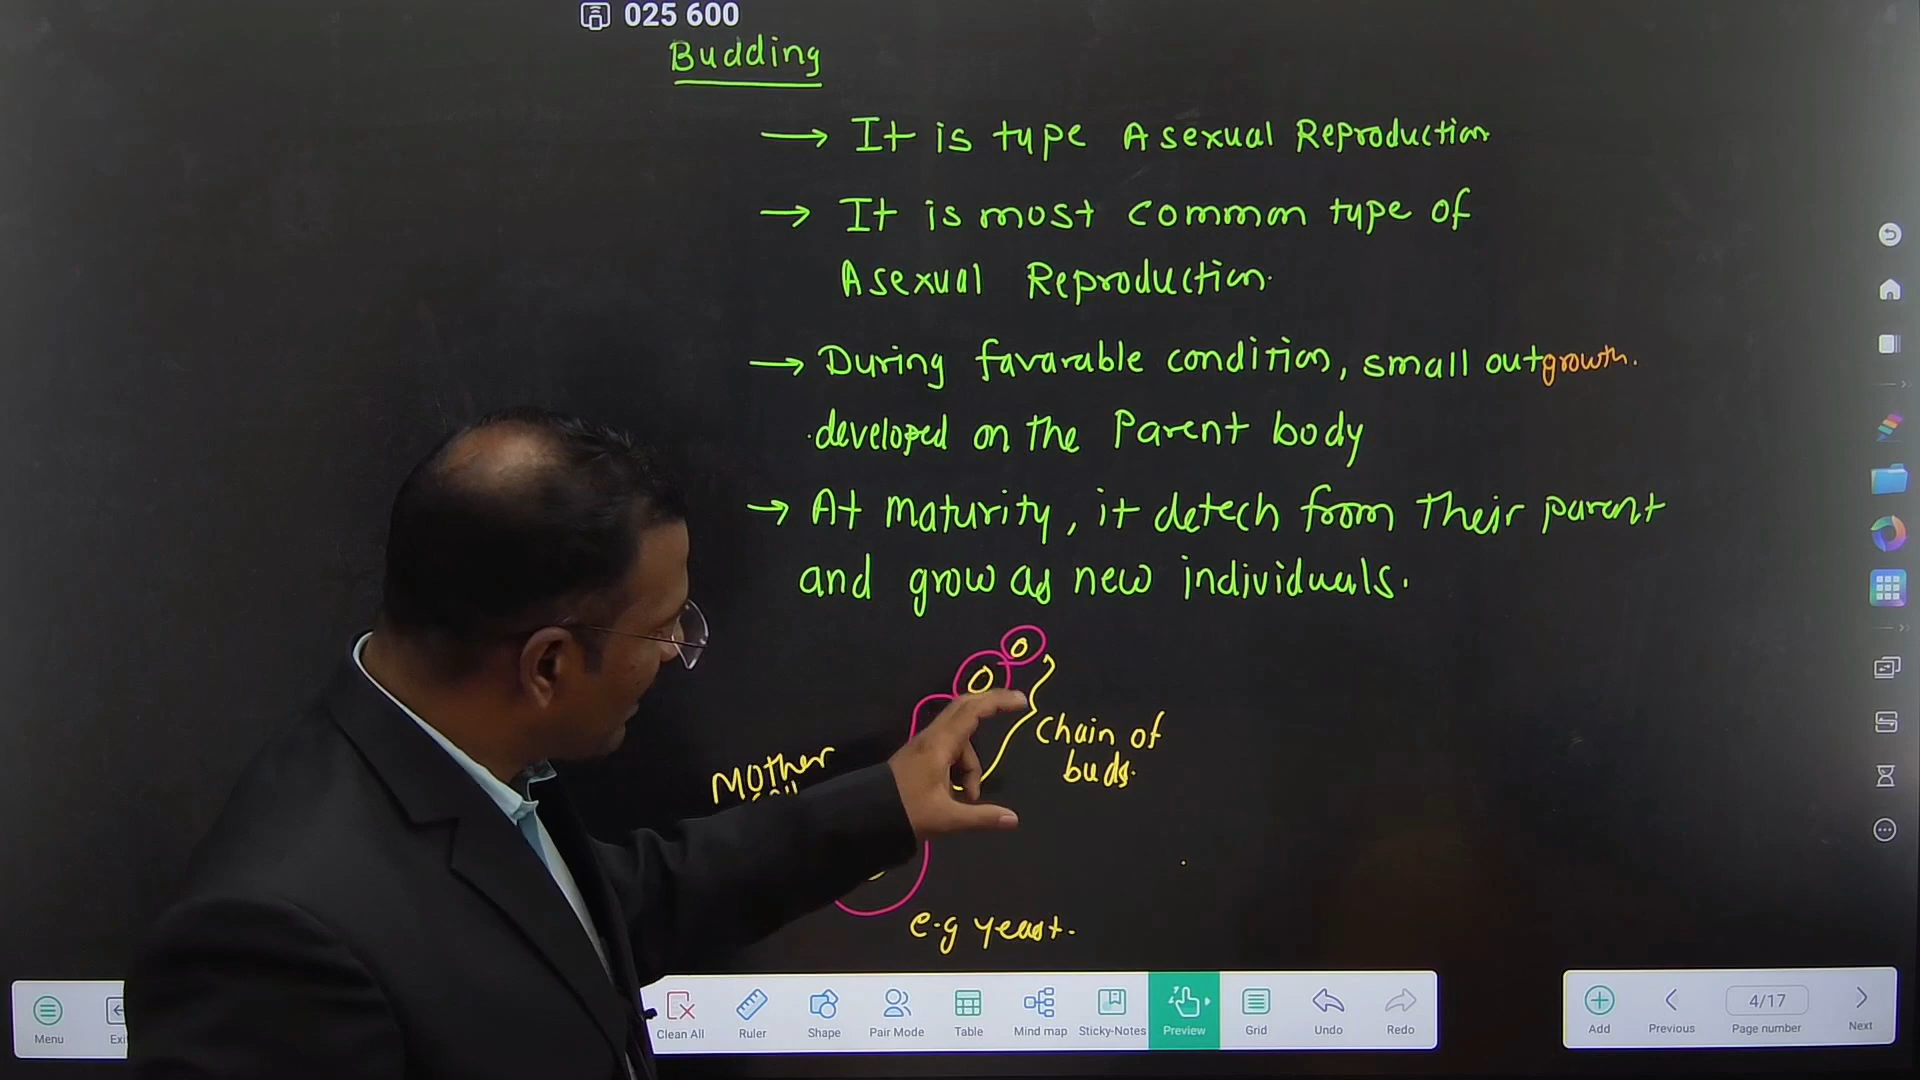 025 600
Budding
→ It is type Asexual Reproduction
→ It is most common type of
Asexual Reproduction.
→ During favarable condition, small outgrowth.
developed on the Parent body
→ At maturity, it detech from Their parent
and grow as new individuals.
Chain of
buds.
Mother
e.g yeast.
Menu
Clean All
Ruler
Shape
Pair Mode
Table
Mind map
Sticky-Notes
Preview
Grid
Undo
Redo
Add
Previous
4/17
Page number
Next